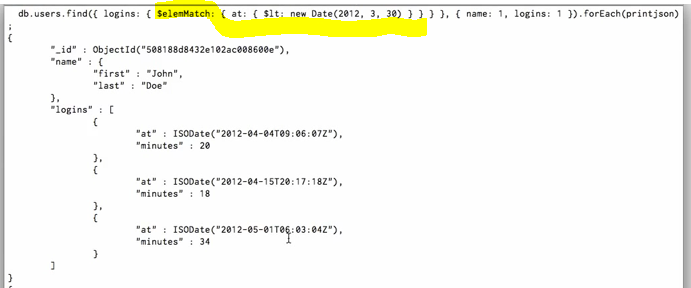 db.users.find({ logins: { $elemMatch: { at: { $lt: new Date(2012, 3, 30) } } } }, { name: 1, logins: 1 }).forEach(printjson)
;
{
"_id" : ObjectId("508188d8432e102ac008600e"),
"name" : {
"first" : "John",
"last" : "Doe"
},
"logins" : [
{
"at" : ISODate("2012-04-04T09:06:07Z"),
"minutes" : 20
},
{
"at" : ISODate("2012-04-15T20:17:18Z"),
"minutes" : 18
},
{
"at" : ISODate("2012-05-01T06:03:04Z"),
"minutes" : 34
}
]
}
{